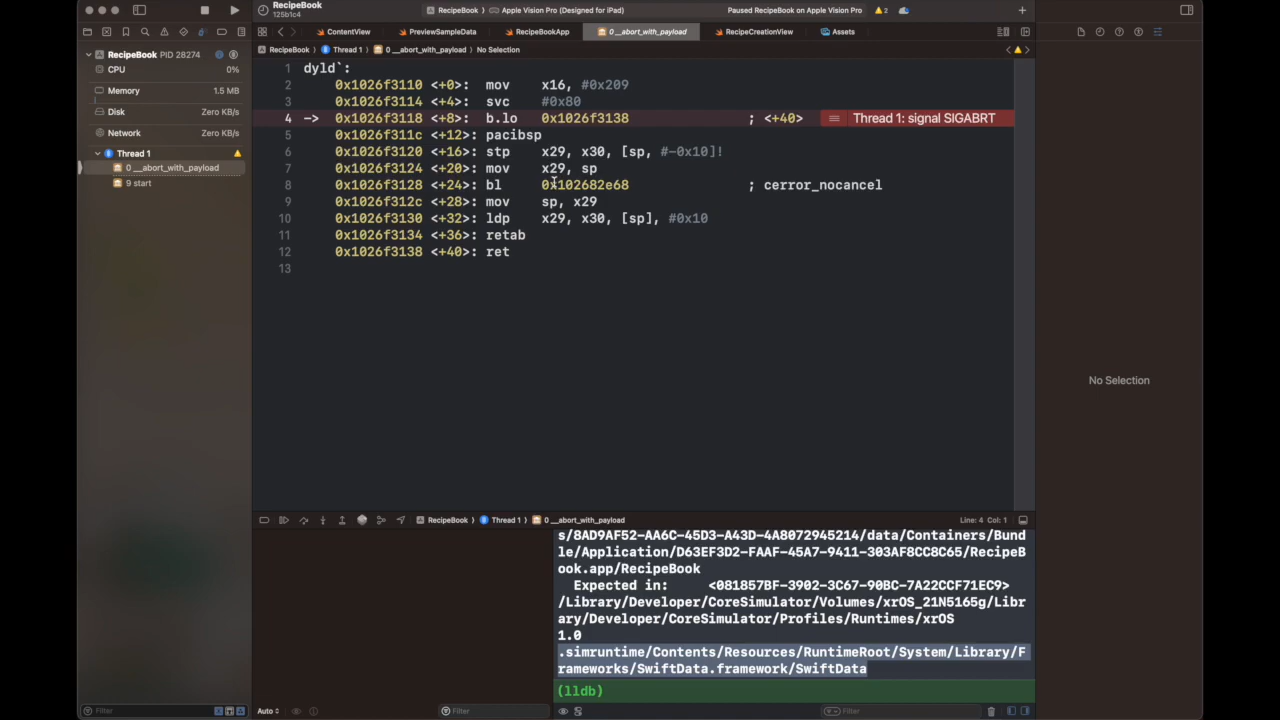 RecipeBook
125b1c4
RecipeBook
Apple Vision Pro (Designed for iPad)
Paused RecipeBook on Apple Vision Pro
2
ContentView
PreviewSampleData
RecipeBookApp
0 __abort_with_payload
RecipeCreationView
Assets
RecipeBook
Thread 1
0 __abort_with_payload
No Selection
RecipeBook PID 28274
CPU 0%
Memory 1.5 MB
Disk Zero KB/s
Network Zero KB/s
Thread 1
0 __abort_with_payload
9 start
1 dyld`:
2 0x1026f3110 <+0>: mov x16, #0x209
3 0x1026f3114 <+4>: svc #0x80
4 -> 0x1026f3118 <+8>: b.lo 0x1026f3138 ; <+40> Thread 1: signal SIGABRT
5 0x1026f311c <+12>: pacibsp
6 0x1026f3120 <+16>: stp x29, x30, [sp, #-0x10]!
7 0x1026f3124 <+20>: mov x29, sp
8 0x1026f3128 <+24>: bl 0x102682e68 ; cerror_nocancel
9 0x1026f312c <+28>: mov sp, x29
10 0x1026f3130 <+32>: ldp x29, x30, [sp], #0x10
11 0x1026f3134 <+36>: retab
12 0x1026f3138 <+40>: ret
13
No Selection
RecipeBook
Thread 1
0 __abort_with_payload
Line: 4 Col: 1
s/8AD9AF52-AA6C-45D3-A43D-4A8072945214/data/Containers/Bund
le/Application/D63EF3D2-FAAF-45A7-9411-303AF8CC8C65/RecipeB
ook.app/RecipeBook
Expected in: <081857BF-3902-3C67-90BC-7A22CCF71EC9>
/Library/Developer/CoreSimulator/Volumes/xrOS_21N5165g/Libr
ary/Developer/CoreSimulator/Profiles/Runtimes/xrOS
1.0
.simruntime/Contents/Resources/RuntimeRoot/System/Library/F
rameworks/SwiftData.framework/SwiftData
(lldb)
Filter
Auto
Filter
Filter